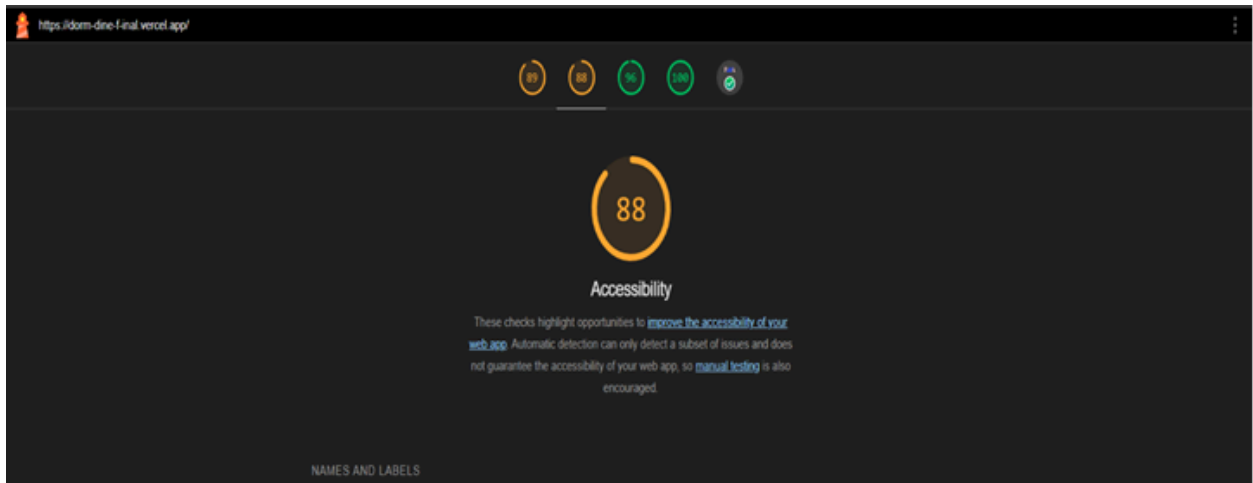 https://dorm-dine-f-inal.vercel.app/
89 88 96 100
88
Accessibility
These checks highlight opportunities to improve the accessibility of your
web app. Automatic detection can only detect a subset of issues and does
not guarantee the accessibility of your web app, so manual testing is also
encouraged.
NAMES AND LABELS